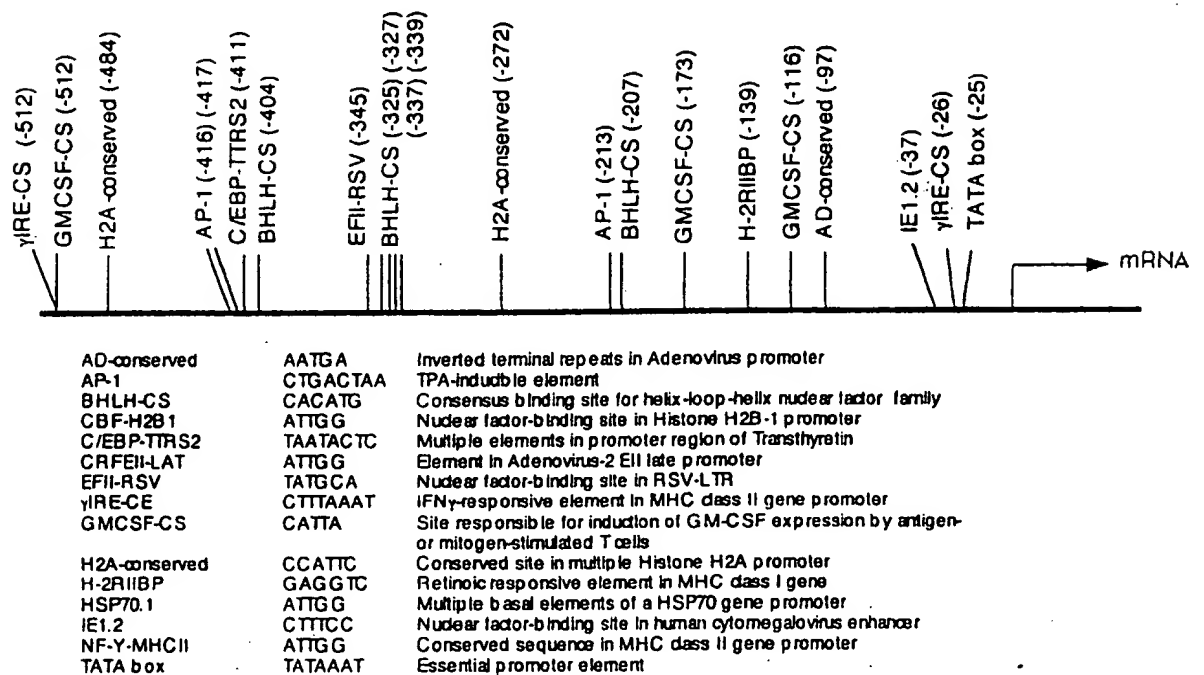 γIRE-CS (-512)
GMCSF-CS (-512)
H2A-conserved (-484)
AP-1 (-416) (-417)
C/EBP-TTRS2 (-411)
BHLH-CS (-404)
EFII-RSV (-345)
BHLH-CS (-325) (-327)
(-337) (-339)
H2A-conserved (-272)
AP-1 (-213)
BHLH-CS (-207)
GMCSF-CS (-173)
H-2RIIBP (-139)
GMCSF-CS (-116)
AD-conserved (-97)
IE1.2 (-37)
γIRE-CS (-26)
TATA box (-25)
mRNA
AD-conserved AATGA Inverted terminal repeats in Adenovirus promoter
AP-1 CTGACTAA TPA-inducible element
BHLH-CS CACATG Consensus binding site for helix-loop-helix nuclear factor family
CBF-H2B1 ATTGG Nuclear factor-binding site in Histone H2B-1 promoter
C/EBP-TTRS2 TAATACTC Multiple elements in promoter region of Transthyretin
CRFEII-LAT ATTGG Element in Adenovirus-2 EII late promoter
EFII-RSV TATGCA Nuclear factor-binding site in RSV-LTR
γIRE-CE CTTTAAAT IFNγ-responsive element in MHC class II gene promoter
GMCSF-CS CATTA Site responsible for induction of GM-CSF expression by antigen-
or mitogen-stimulated T cells
H2A-conserved CCATTC Conserved site in multiple Histone H2A promoter
H-2RIIBP GAGGTC Retinoic responsive element in MHC class I gene
HSP70.1 ATTGG Multiple basal elements of a HSP70 gene promoter
IE1.2 CTTTCC Nuclear factor-binding site in human cytomegalovirus enhancer
NF-Y-MHCII ATTGG Conserved sequence in MHC class II gene promoter
TATA box TATAAAT Essential promoter element